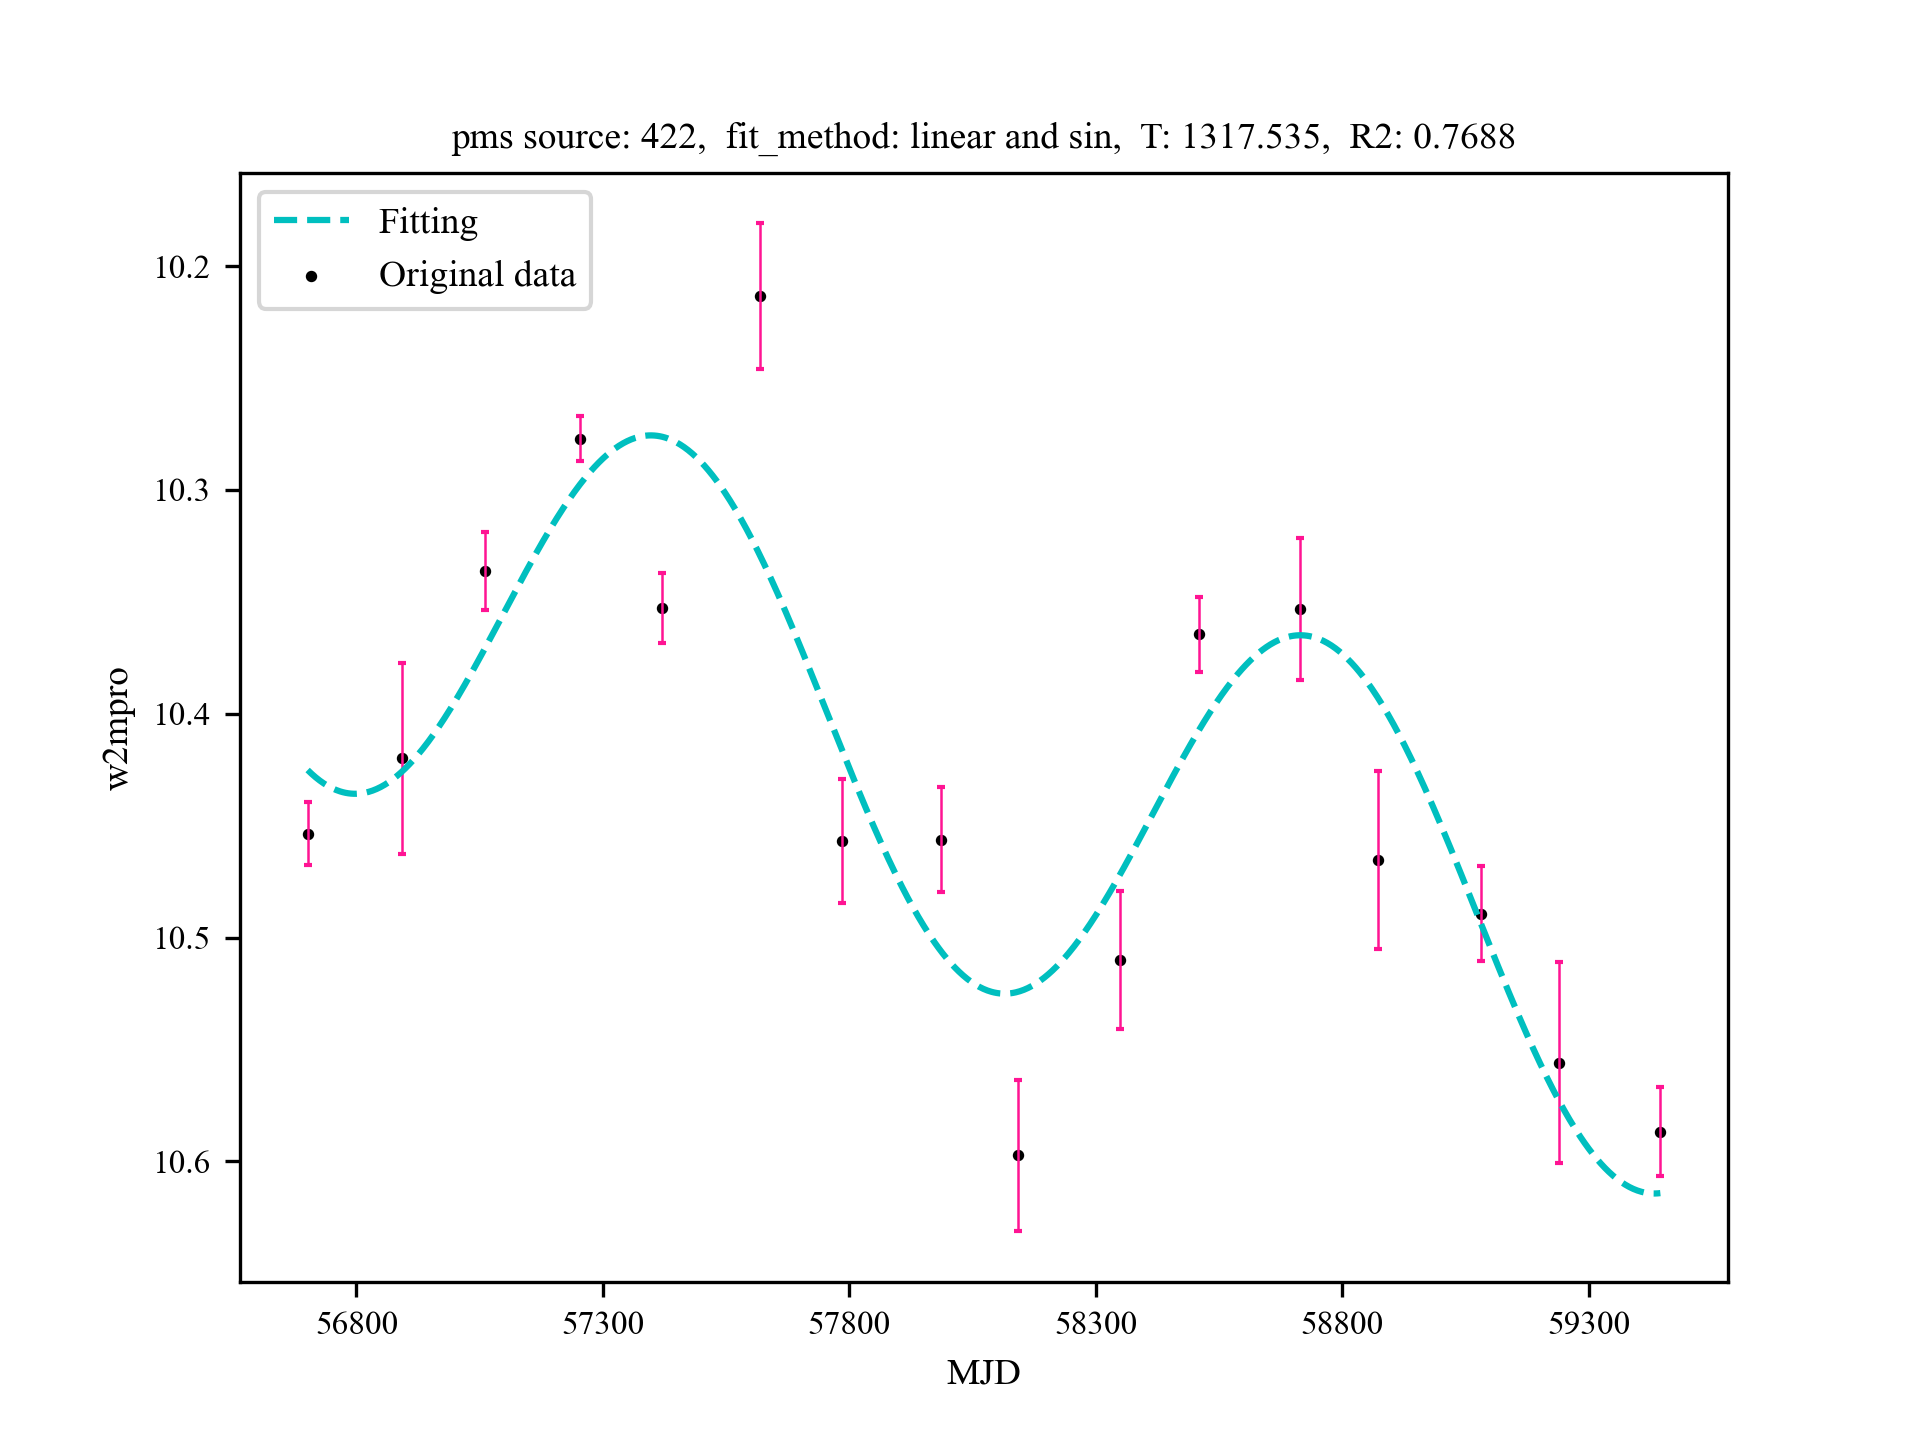 pms source: 422,  fit_method: linear and sin,  T: 1317.535,  R2: 0.7688
Fitting
Original data
10.2
10.3
10.4
10.5
10.6
w2mpro
56800 57300 57800 58300 58800 59300
MJD